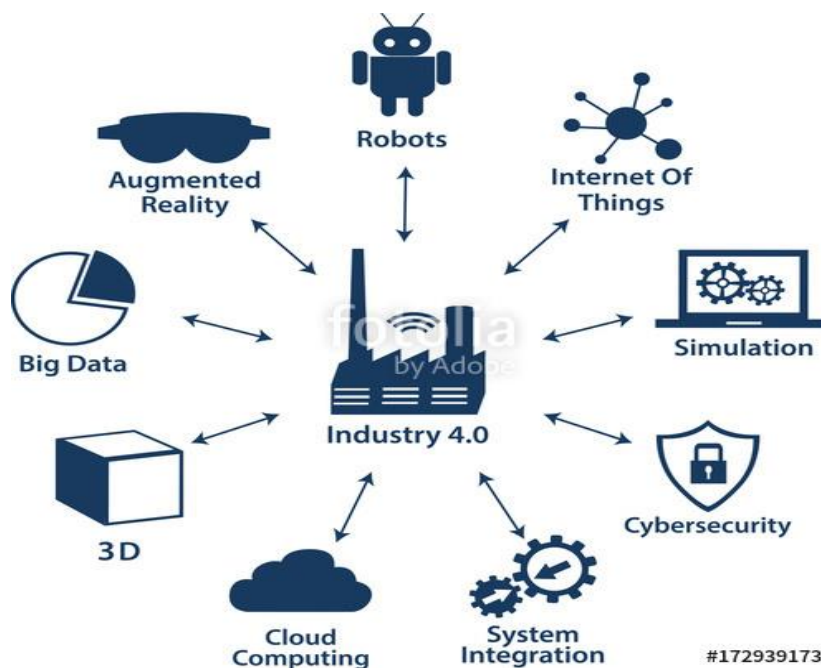 Robots
Augmented
Reality
Internet Of
Things
fotolia
by Adobe
Big Data
Simulation
Industry 4.0
3D
Cybersecurity
Cloud
Computing
System
Integration
#172939173